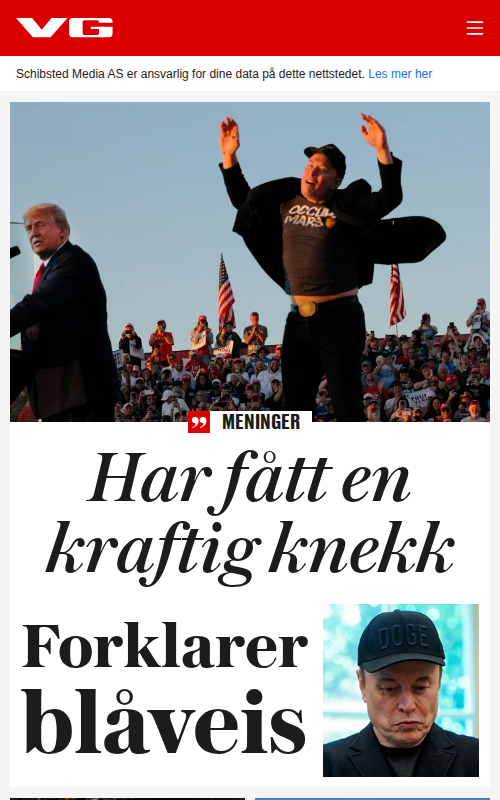 VG
Schibsted Media AS er ansvarlig for dine data på dette nettstedet. Les mer her
OCCUPY
MARS
MENINGER
Har fått en
kraftig knekk
Forklarer
blåveis
DOGE